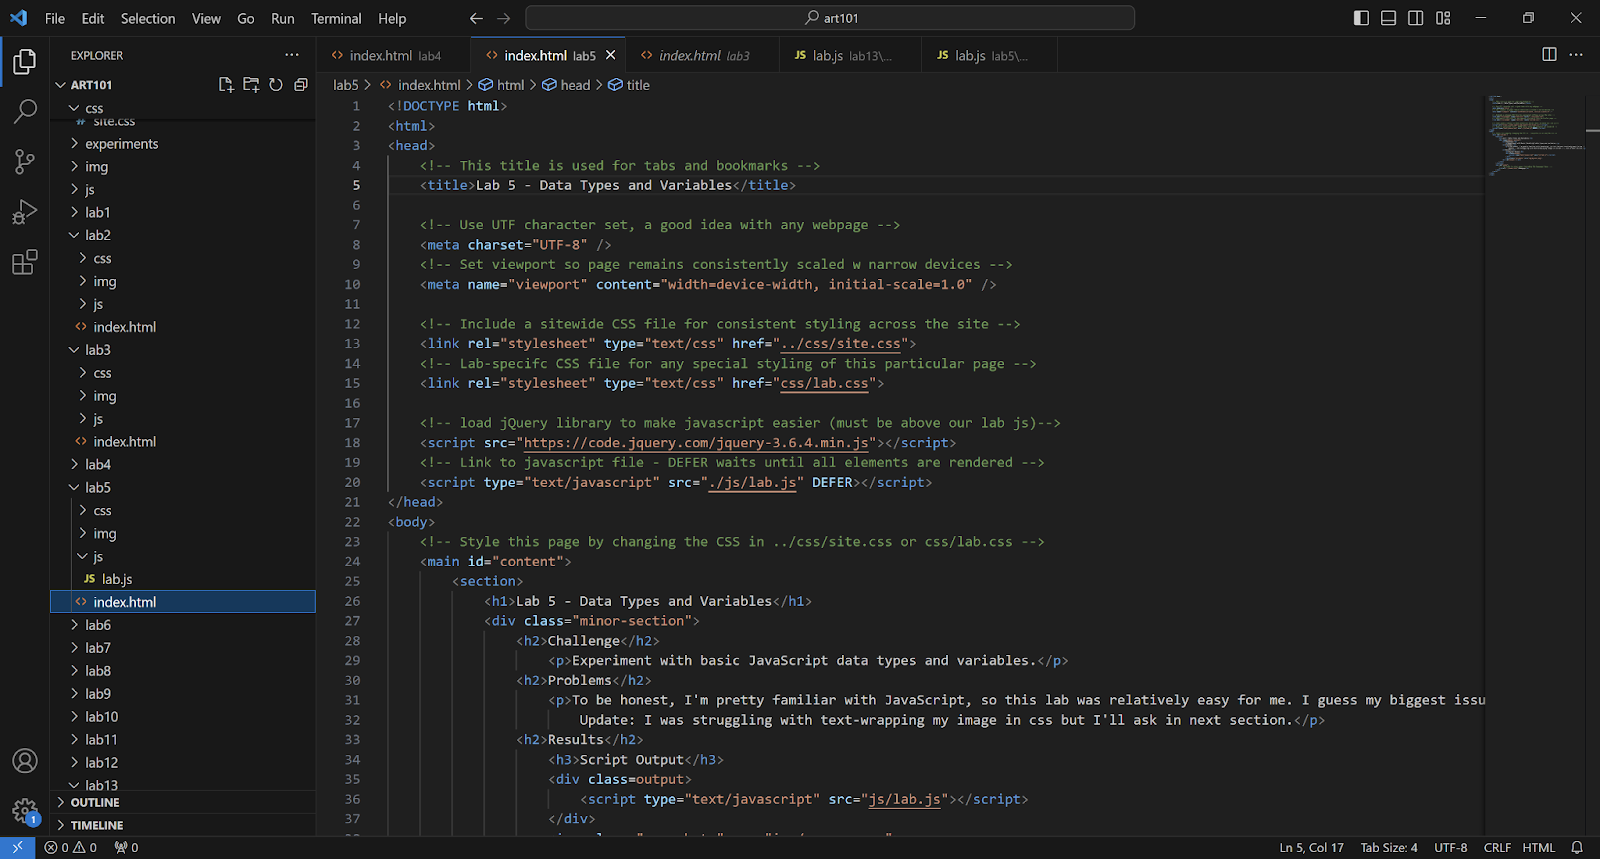 File Edit Selection View Go Run Terminal Help
art101
EXPLORER
ART101
css
site.css
experiments
img
js
lab1
lab2
css
img
js
index.html
lab3
css
img
js
index.html
lab4
lab5
css
img
js
JS lab.js
index.html
lab6
lab7
lab8
lab9
lab10
lab11
lab12
lab13
OUTLINE
TIMELINE
index.html lab4 index.html lab5 index.html lab3 JS lab.js lab13\... JS lab.js lab5\...
lab5 > index.html > html > head > title
1 <!DOCTYPE html>
2 <html>
3 <head>
4 <!-- This title is used for tabs and bookmarks -->
5 <title>Lab 5 - Data Types and Variables</title>
6
7 <!-- Use UTF character set, a good idea with any webpage -->
8 <meta charset="UTF-8" />
9 <!-- Set viewport so page remains consistently scaled w narrow devices -->
10 <meta name="viewport" content="width=device-width, initial-scale=1.0" />
11
12 <!-- Include a sitewide CSS file for consistent styling across the site -->
13 <link rel="stylesheet" type="text/css" href="../css/site.css">
14 <!-- Lab-specifc CSS file for any special styling of this particular page -->
15 <link rel="stylesheet" type="text/css" href="css/lab.css">
16
17 <!-- load jQuery library to make javascript easier (must be above our lab js)-->
18 <script src="https://code.jquery.com/jquery-3.6.4.min.js"></script>
19 <!-- Link to javascript file - DEFER waits until all elements are rendered -->
20 <script type="text/javascript" src="./js/lab.js" DEFER></script>
21 </head>
22 <body>
23 <!-- Style this page by changing the CSS in ../css/site.css or css/lab.css -->
24 <main id="content">
25 <section>
26 <h1>Lab 5 - Data Types and Variables</h1>
27 <div class="minor-section">
28 <h2>Challenge</h2>
29 <p>Experiment with basic JavaScript data types and variables.</p>
30 <h2>Problems</h2>
31 <p>To be honest, I'm pretty familiar with JavaScript, so this lab was relatively easy for me. I guess my biggest issu
32 Update: I was struggling with text-wrapping my image in css but I'll ask in next section.</p>
33 <h2>Results</h2>
34 <h3>Script Output</h3>
35 <div class=output>
36 <script type="text/javascript" src="js/lab.js"></script>
37 </div>
1
0 0 0 Ln 5, Col 17 Tab Size: 4 UTF-8 CRLF HTML